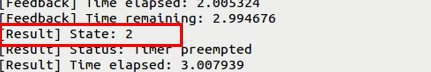 [Feedback] Time elapsed: 2.005324
[Feedback] Time remaining: 2.994676
[Result] State: 2
[Result] Status: Timer preempted
[Result] Time elapsed: 3.007939